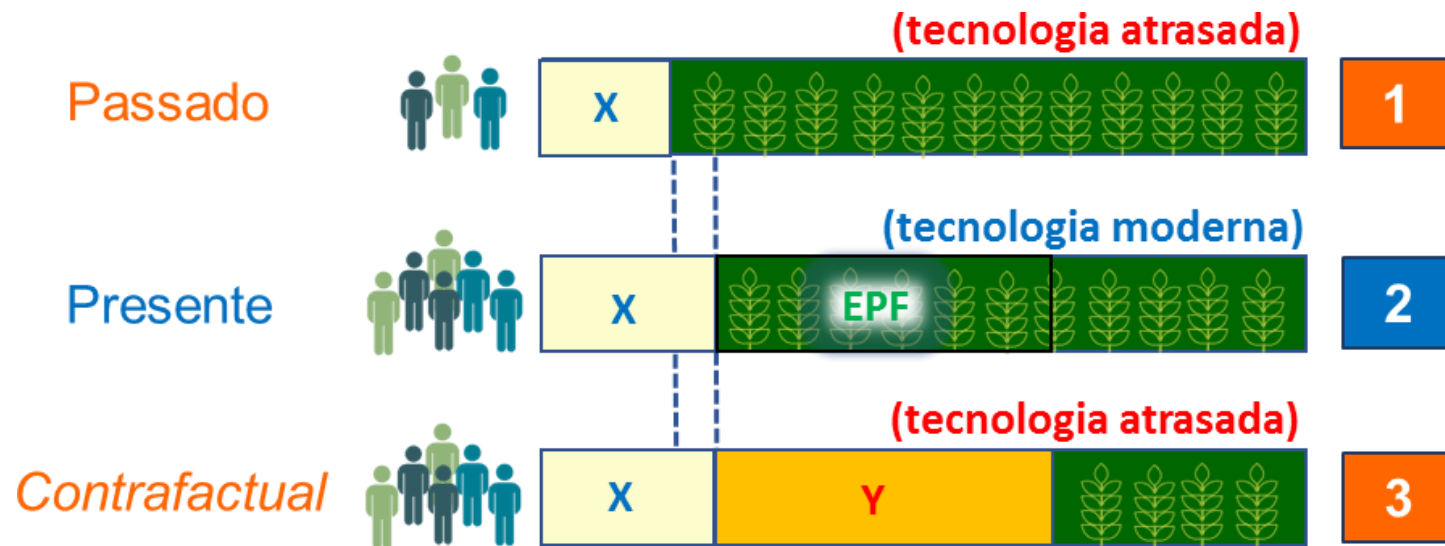 (tecnologia atrasada)
Passado
X
1
(tecnologia moderna)
Presente
X
EPF
2
(tecnologia atrasada)
Contrafactual
X
Y
3